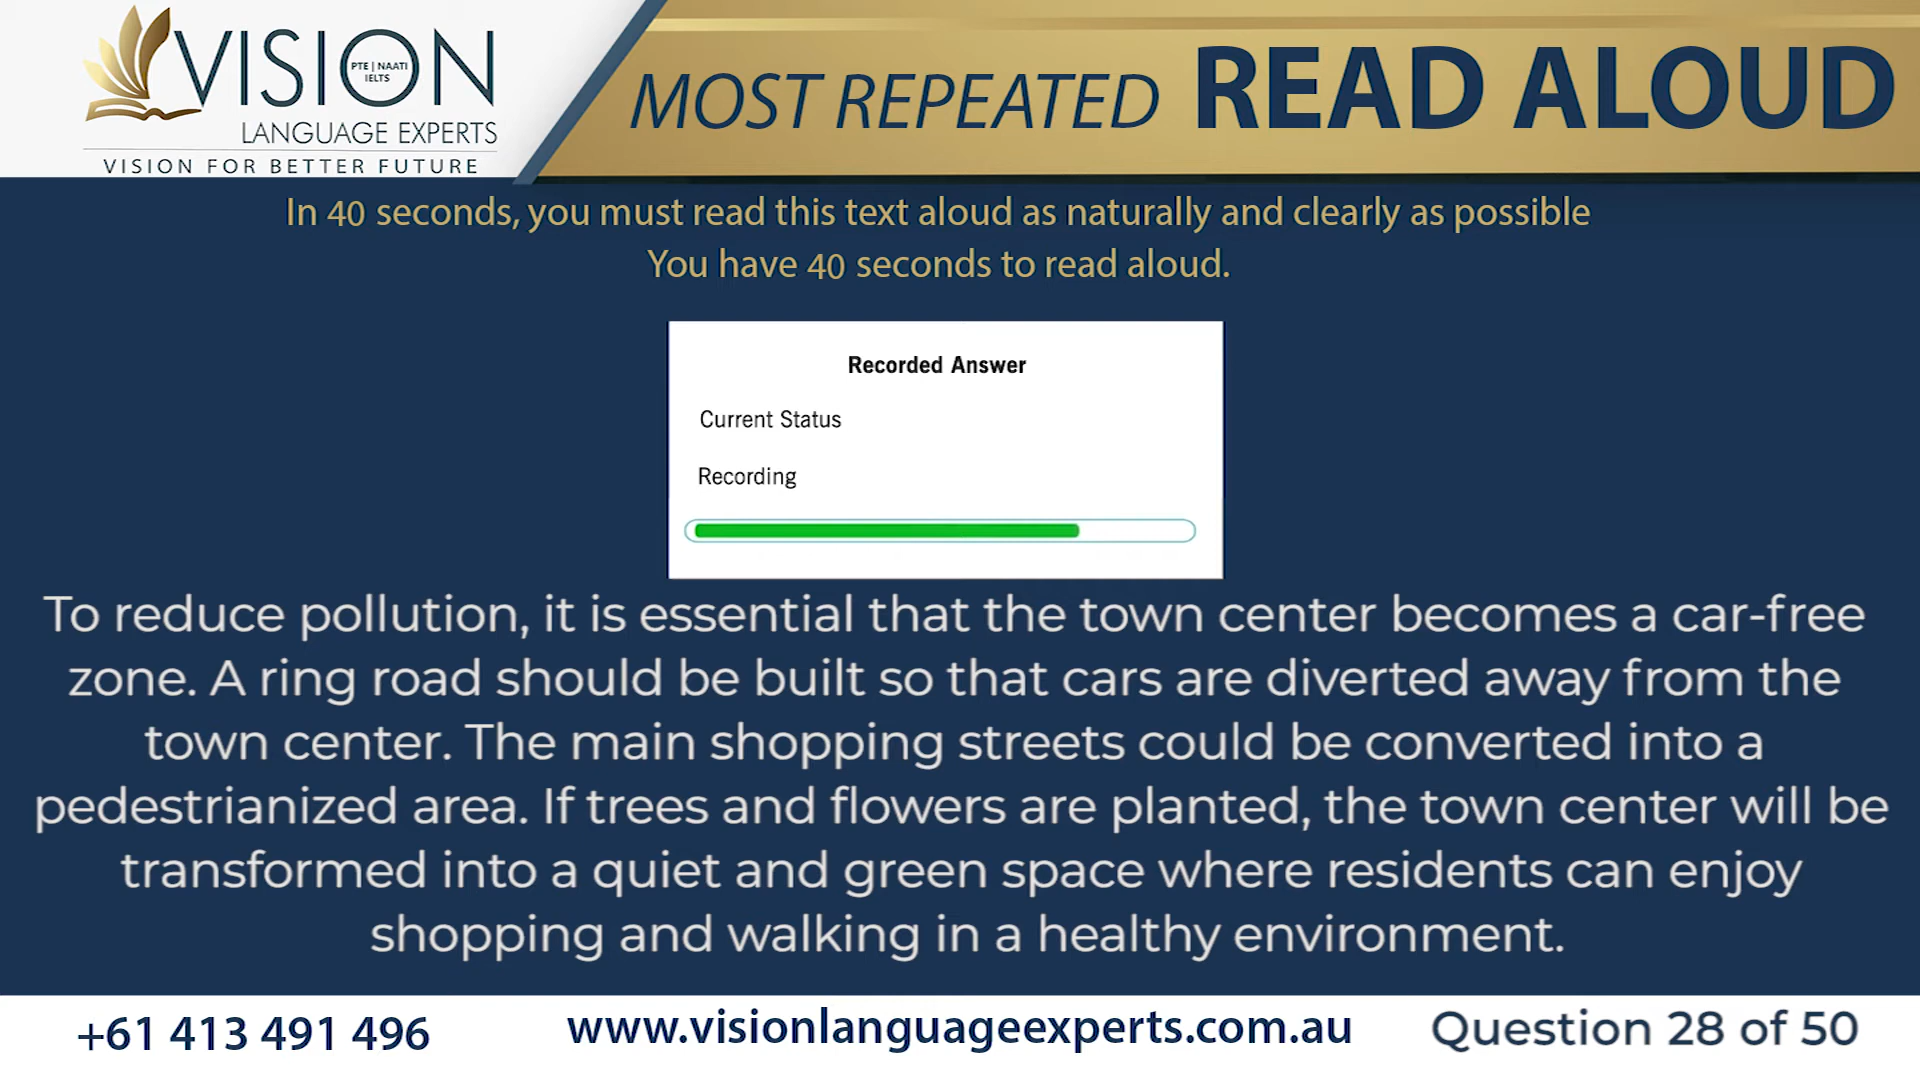 VISION
PTE | NAATI
IELTS
LANGUAGE EXPERTS
VISION FOR BETTER FUTURE
MOST REPEATED READ ALOUD
In 40 seconds, you must read this text aloud as naturally and clearly as possible
You have 40 seconds to read aloud.
Recorded Answer
Current Status
Recording
To reduce pollution, it is essential that the town center becomes a car-free
zone. A ring road should be built so that cars are diverted away from the
town center. The main shopping streets could be converted into a
pedestrianized area. If trees and flowers are planted, the town center will be
transformed into a quiet and green space where residents can enjoy
shopping and walking in a healthy environment.
+61 413 491 496
www.visionlanguageexperts.com.au
Question 28 of 50